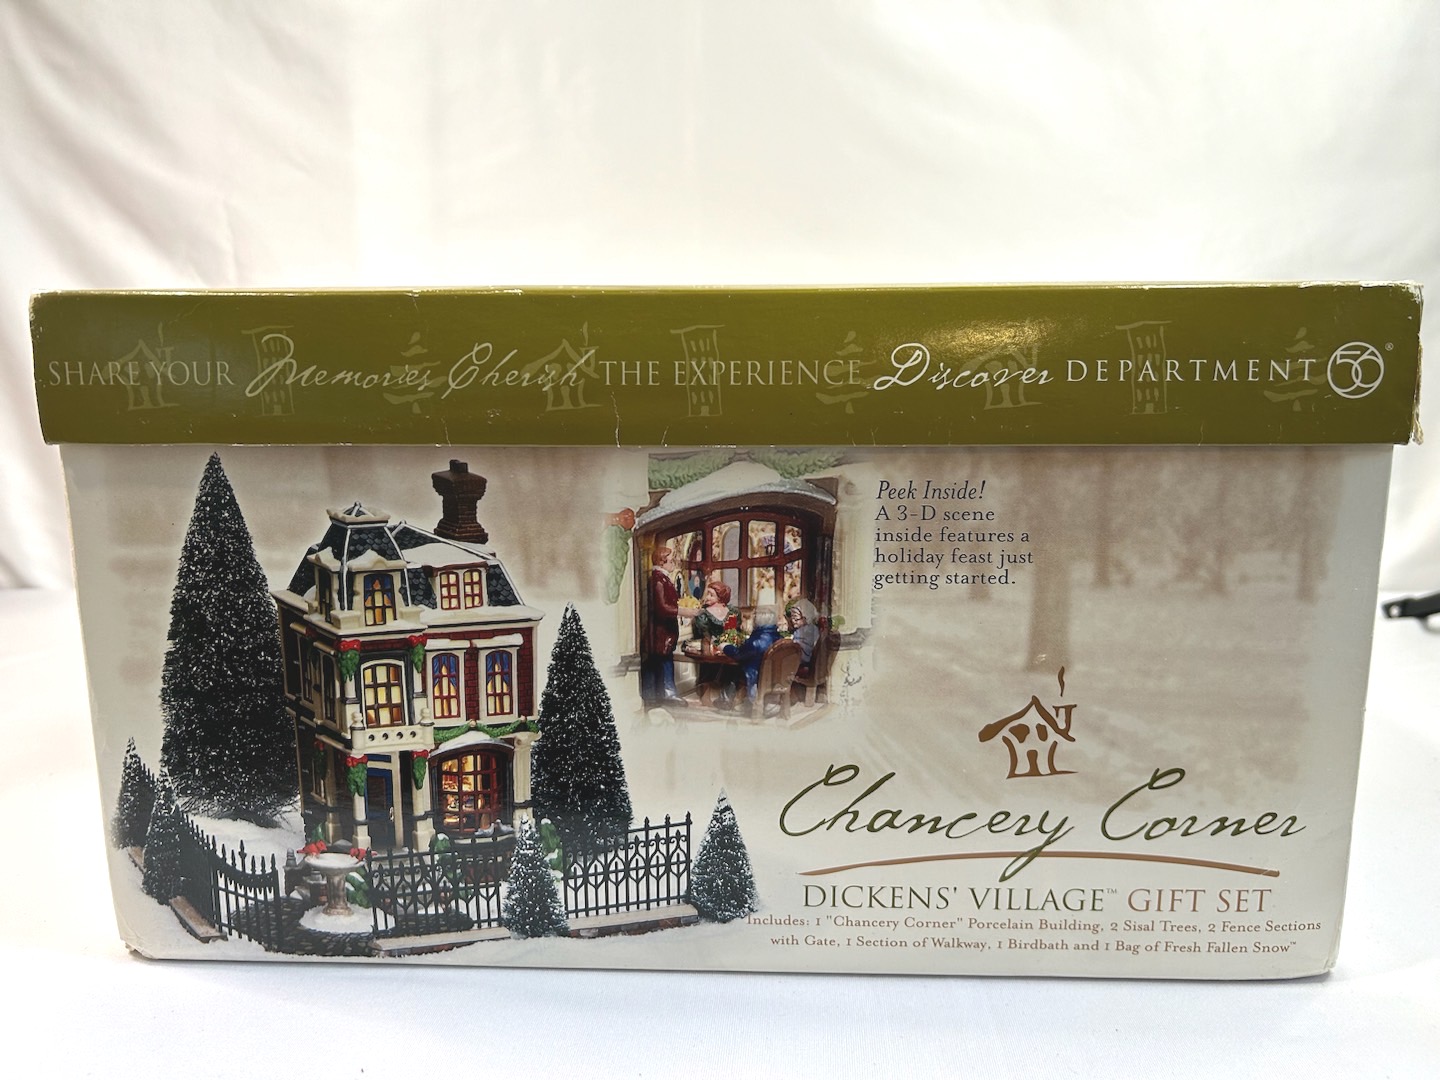 SHARE YOUR Memories Cherish THE EXPERIENCE Discover DEPARTMENT 56®
Peek Inside!
A 3-D scene
inside features a
holiday feast just
getting started.
Chancery Corner
DICKENS' VILLAGE™ GIFT SET
Includes: 1 "Chancery Corner" Porcelain Building, 2 Sisal Trees, 2 Fence Sections
with Gate, 1 Section of Walkway, 1 Birdbath and 1 Bag of Fresh Fallen Snow™